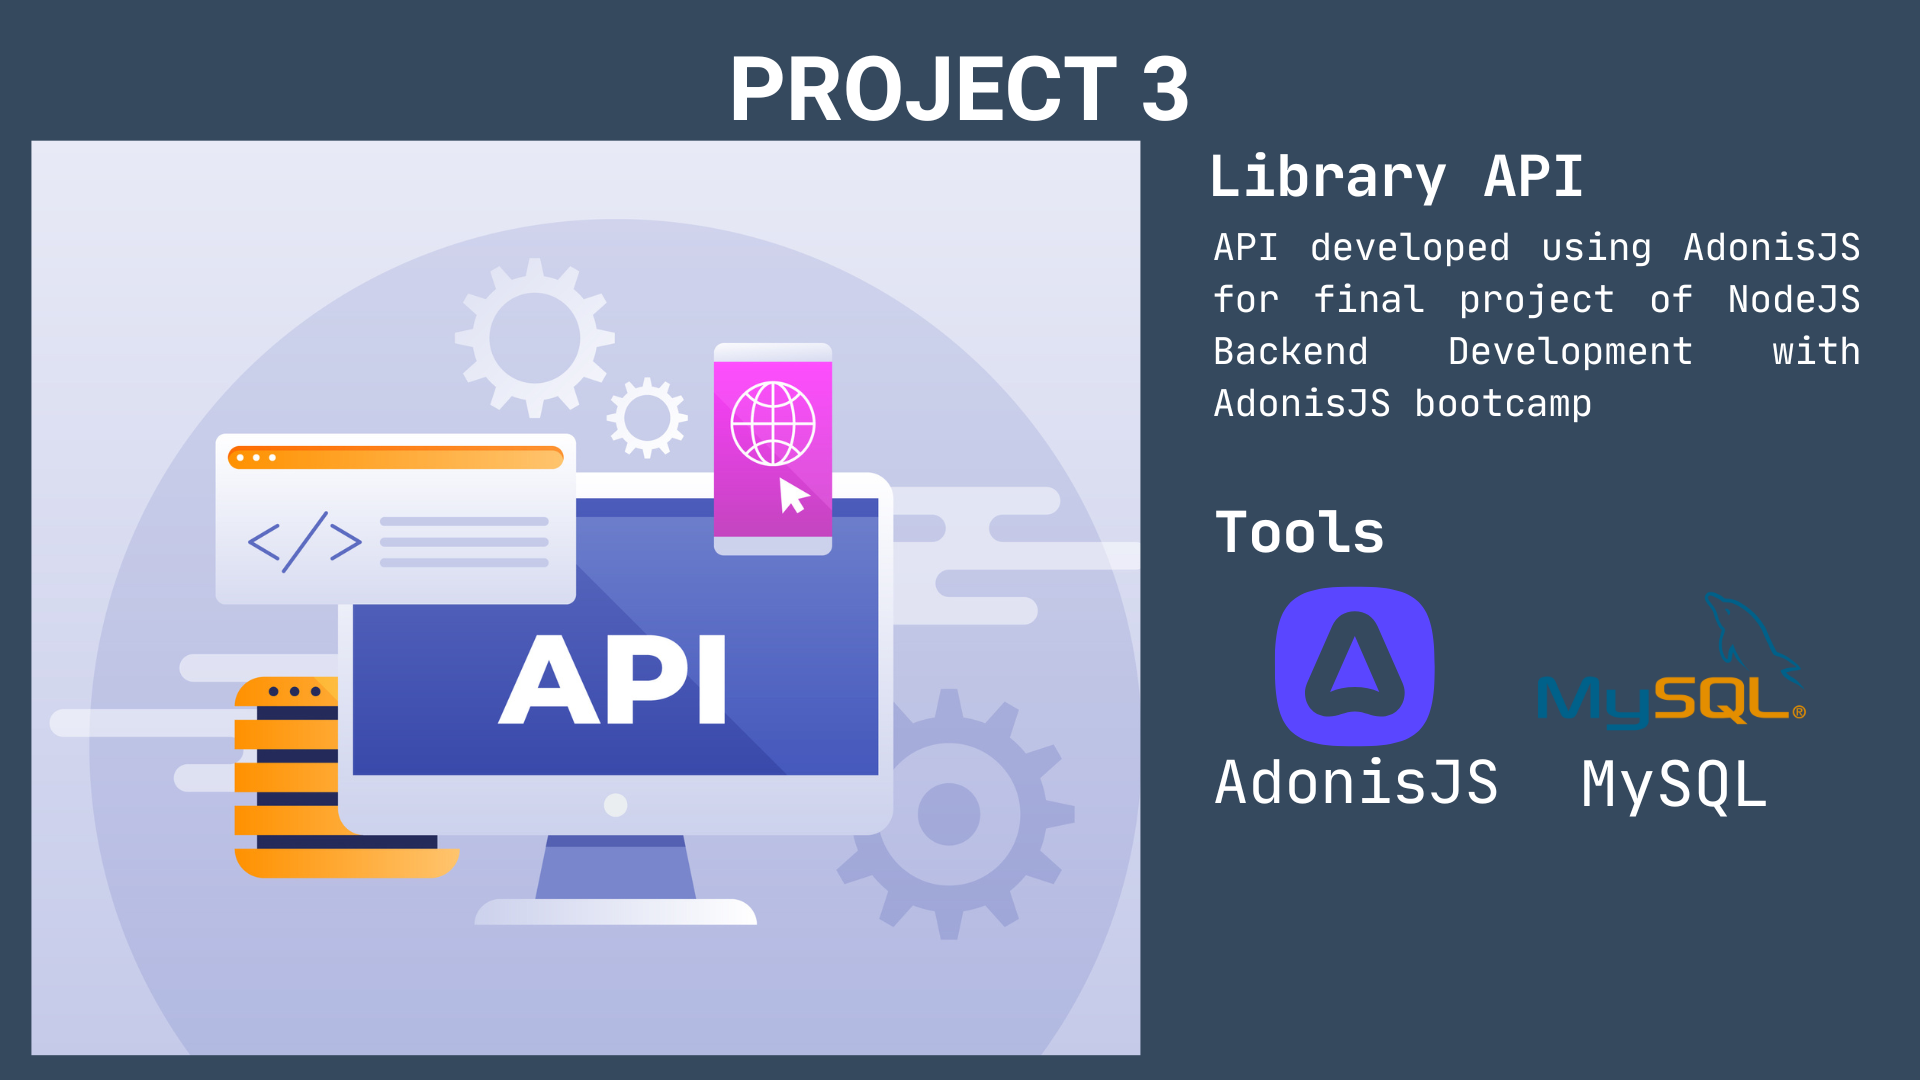 PROJECT 3
Library API
API developed using AdonisJS
for final project of NodeJS
Backend Development with
AdonisJS bootcamp
</>
API
Tools
MySQL®
AdonisJS
MySQL